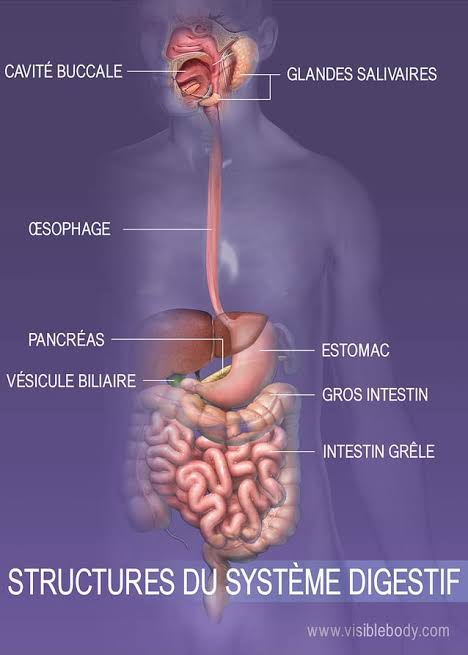 CAVITÉ BUCCALE
GLANDES SALIVAIRES
ŒSOPHAGE
PANCRÉAS
ESTOMAC
VÉSICULE BILIAIRE
GROS INTESTIN
INTESTIN GRÊLE
STRUCTURES DU SYSTÈME DIGESTIF
www.visiblebody.com